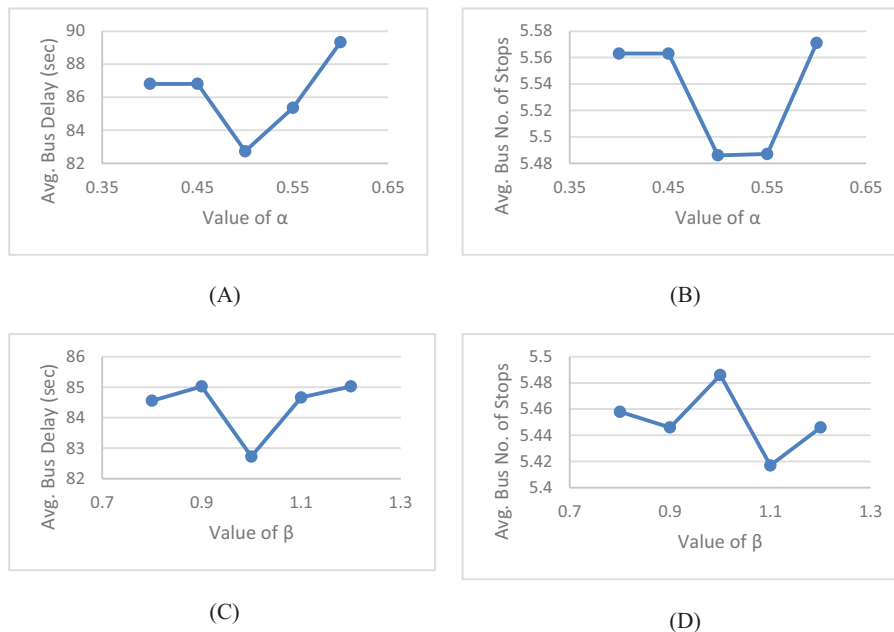 Avg. Bus Delay (sec)
90
88
86
84
82
0.35 0.45 0.55 0.65
Value of α
(A)
Avg. Bus No. of Stops
5.58
5.56
5.54
5.52
5.5
5.48
0.35 0.45 0.55 0.65
Value of α
(B)
Avg. Bus Delay (sec)
86
85
84
83
82
0.7 0.9 1.1 1.3
Value of β
(C)
Avg. Bus No. of Stops
5.5
5.48
5.46
5.44
5.42
5.4
0.7 0.9 1.1 1.3
Value of β
(D)